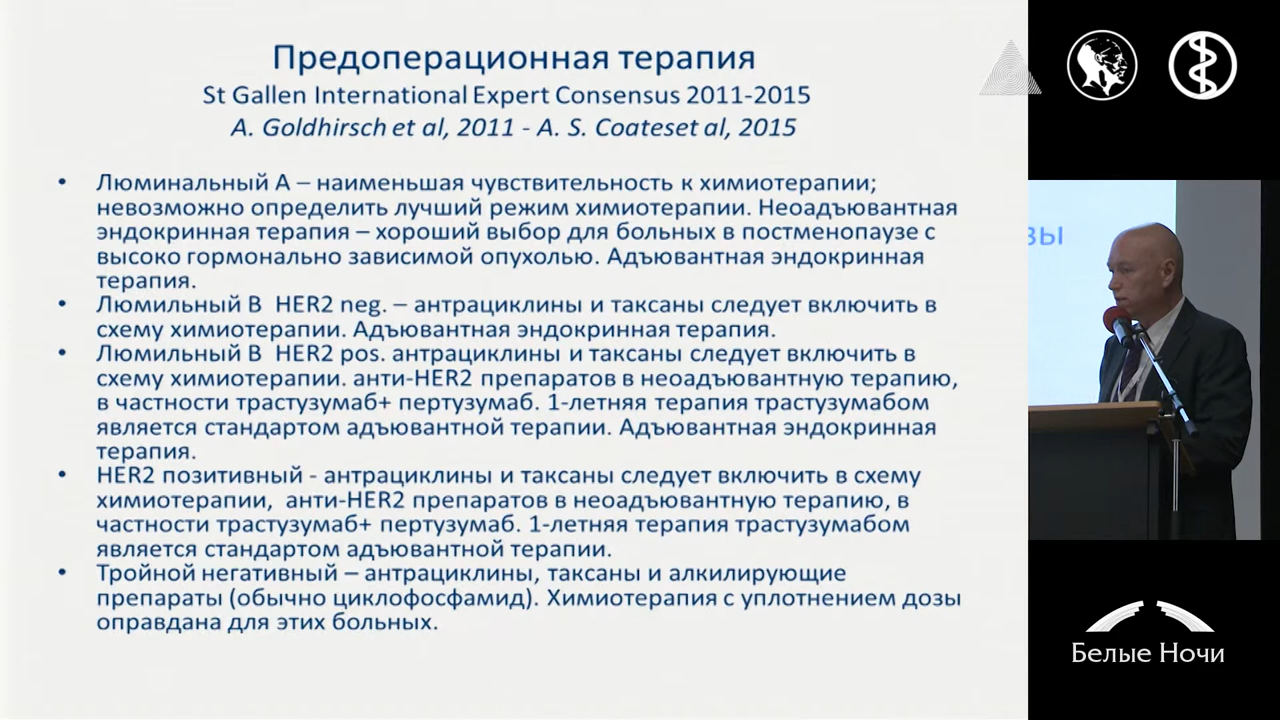 Предоперационная терапия
St Gallen International Expert Consensus 2011-2015
A. Goldhirsch et al, 2011 - A. S. Coateset al, 2015
• Люминальный А – наименьшая чувствительность к химиотерапии;
невозможно определить лучший режим химиотерапии. Неоадъювантная
эндокринная терапия – хороший выбор для больных в постменопаузе с
высоко гормонально зависимой опухолью. Адъювантная эндокринная
терапия.
• Люмильный В HER2 neg. – антрациклины и таксаны следует включить в
схему химиотерапии. Адъювантная эндокринная терапия.
• Люмильный В HER2 pos. антрациклины и таксаны следует включить в
схему химиотерапии. анти-HER2 препаратов в неоадъювантную терапию,
в частности трастузумаб+ пертузумаб. 1-летняя терапия трастузумабом
является стандартом адъювантной терапии. Адъювантная эндокринная
терапия.
• HER2 позитивный - антрациклины и таксаны следует включить в схему
химиотерапии, анти-HER2 препаратов в неоадъювантную терапию, в
частности трастузумаб+ пертузумаб. 1-летняя терапия трастузумабом
является стандартом адъювантной терапии.
• Тройной негативный – антрациклины, таксаны и алкилирующие
препараты (обычно циклофосфамид). Химиотерапия с уплотнением дозы
оправдана для этих больных.
Белые Ночи